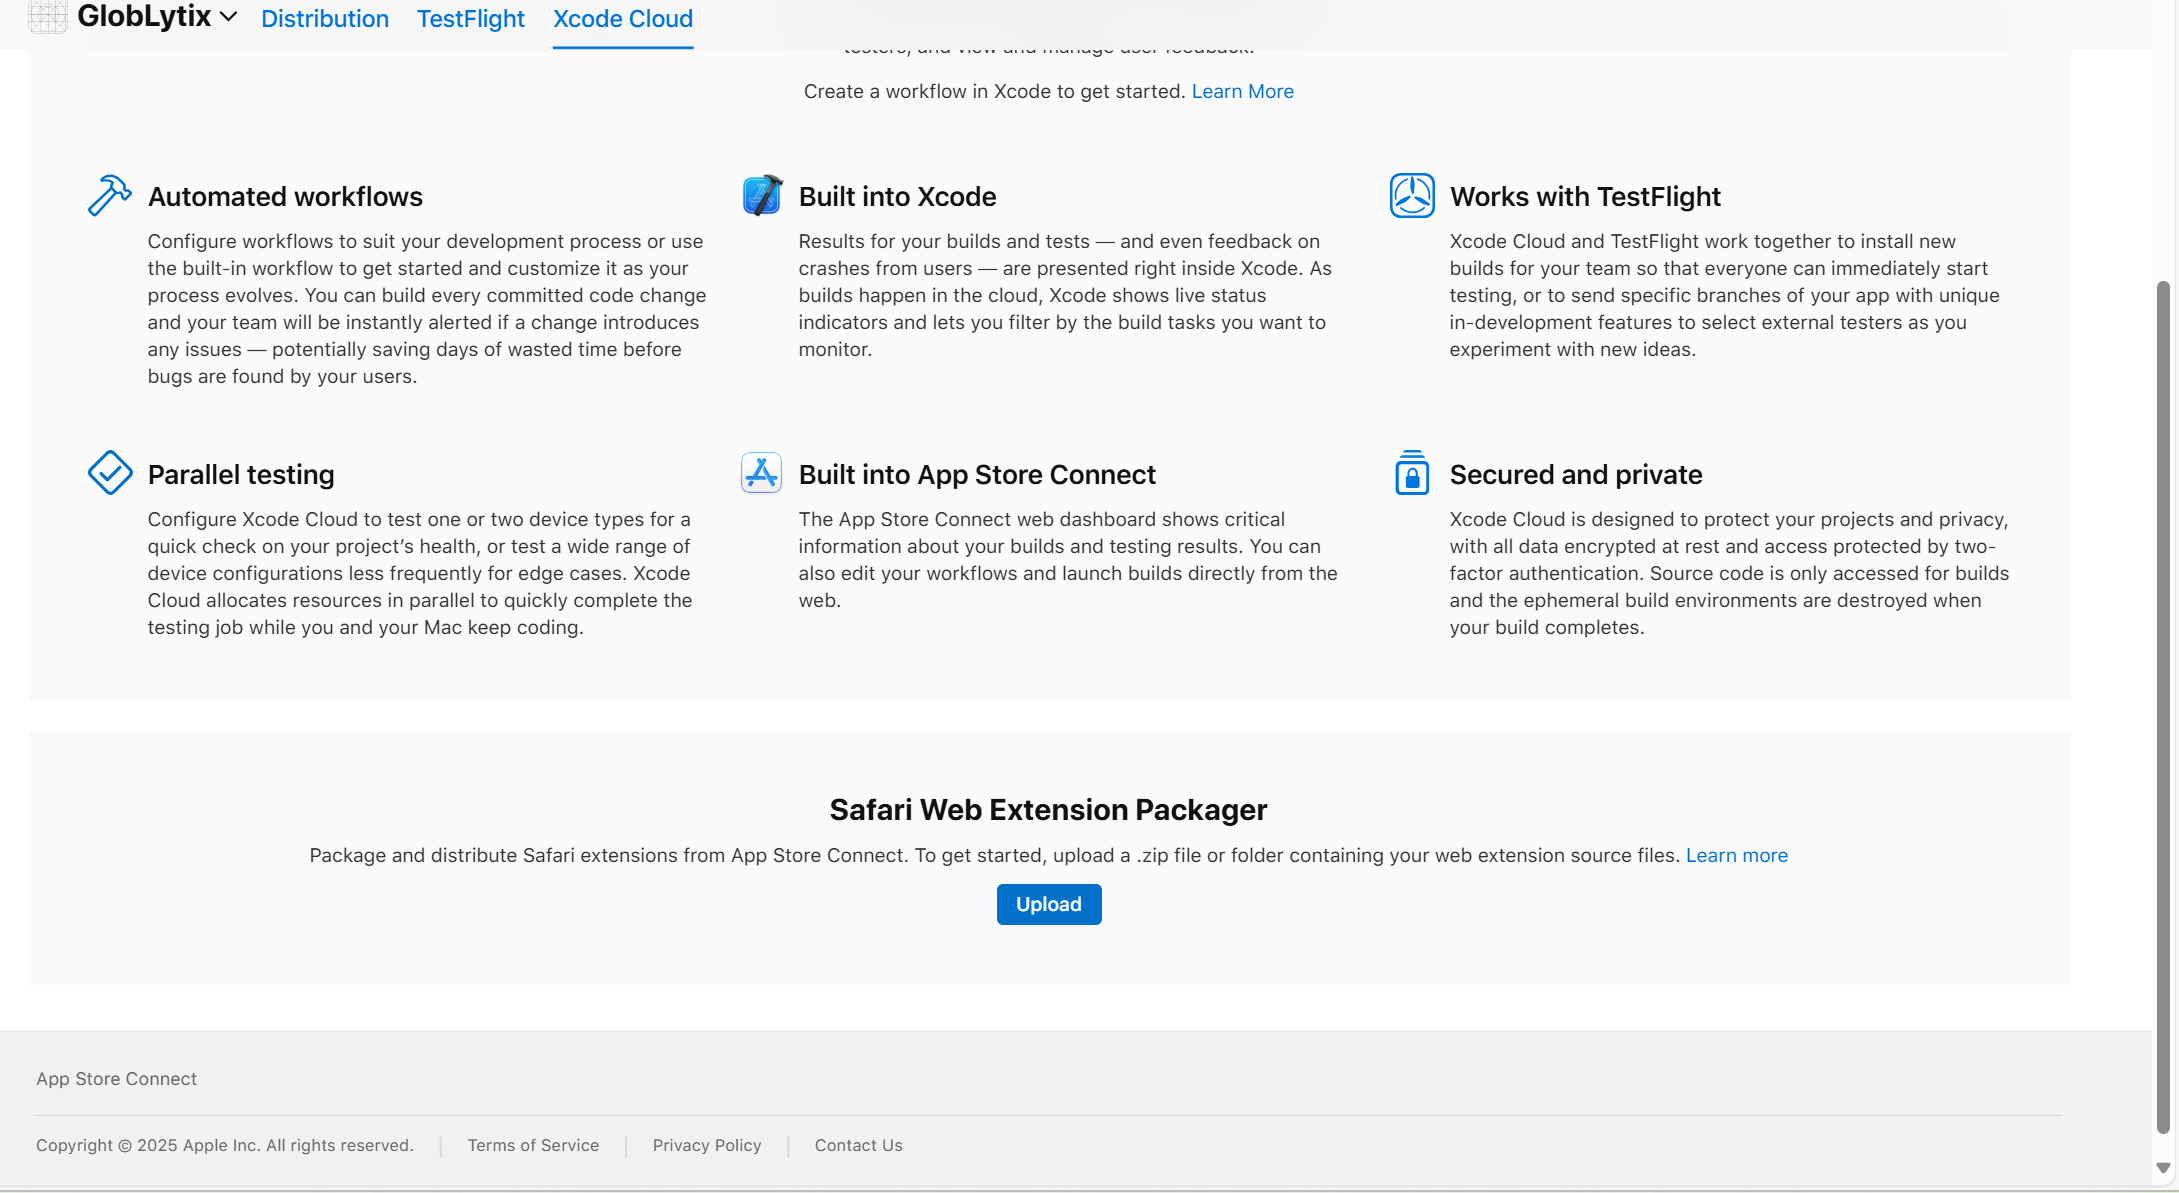 GlobLytix
Distribution
TestFlight
Xcode Cloud
testers, and view and manage user feedback.
Create a workflow in Xcode to get started. Learn More
Automated workflows
Configure workflows to suit your development process or use
the built-in workflow to get started and customize it as your
process evolves. You can build every committed code change
and your team will be instantly alerted if a change introduces
any issues — potentially saving days of wasted time before
bugs are found by your users.
Built into Xcode
Results for your builds and tests — and even feedback on
crashes from users — are presented right inside Xcode. As
builds happen in the cloud, Xcode shows live status
indicators and lets you filter by the build tasks you want to
monitor.
Works with TestFlight
Xcode Cloud and TestFlight work together to install new
builds for your team so that everyone can immediately start
testing, or to send specific branches of your app with unique
in-development features to select external testers as you
experiment with new ideas.
Parallel testing
Configure Xcode Cloud to test one or two device types for a
quick check on your project’s health, or test a wide range of
device configurations less frequently for edge cases. Xcode
Cloud allocates resources in parallel to quickly complete the
testing job while you and your Mac keep coding.
Built into App Store Connect
The App Store Connect web dashboard shows critical
information about your builds and testing results. You can
also edit your workflows and launch builds directly from the
web.
Secured and private
Xcode Cloud is designed to protect your projects and privacy,
with all data encrypted at rest and access protected by two-
factor authentication. Source code is only accessed for builds
and the ephemeral build environments are destroyed when
your build completes.
Safari Web Extension Packager
Package and distribute Safari extensions from App Store Connect. To get started, upload a .zip file or folder containing your web extension source files. Learn more
Upload
App Store Connect
Copyright © 2025 Apple Inc. All rights reserved.
Terms of Service
Privacy Policy
Contact Us